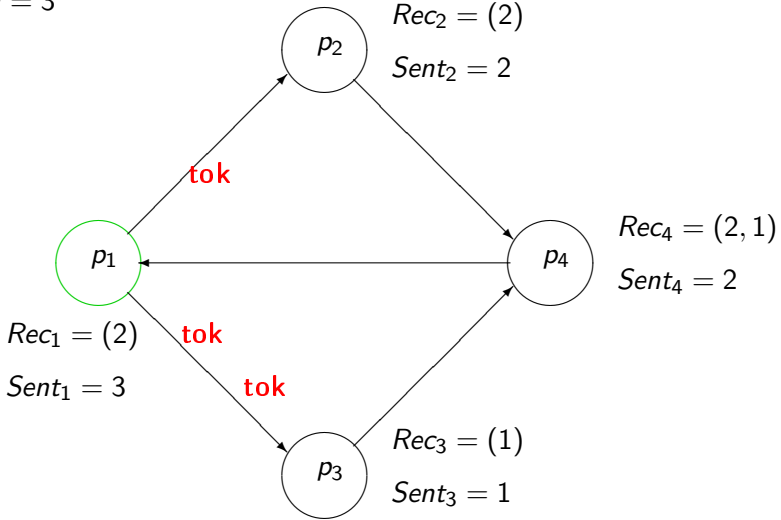 = 3
Rec₂ = (2)
p₂
Sent₂ = 2
tok
Rec₄ = (2, 1)
p₁
p₄
Sent₄ = 2
Rec₁ = (2)
tok
Sent₁ = 3
tok
Rec₃ = (1)
p₃
Sent₃ = 1